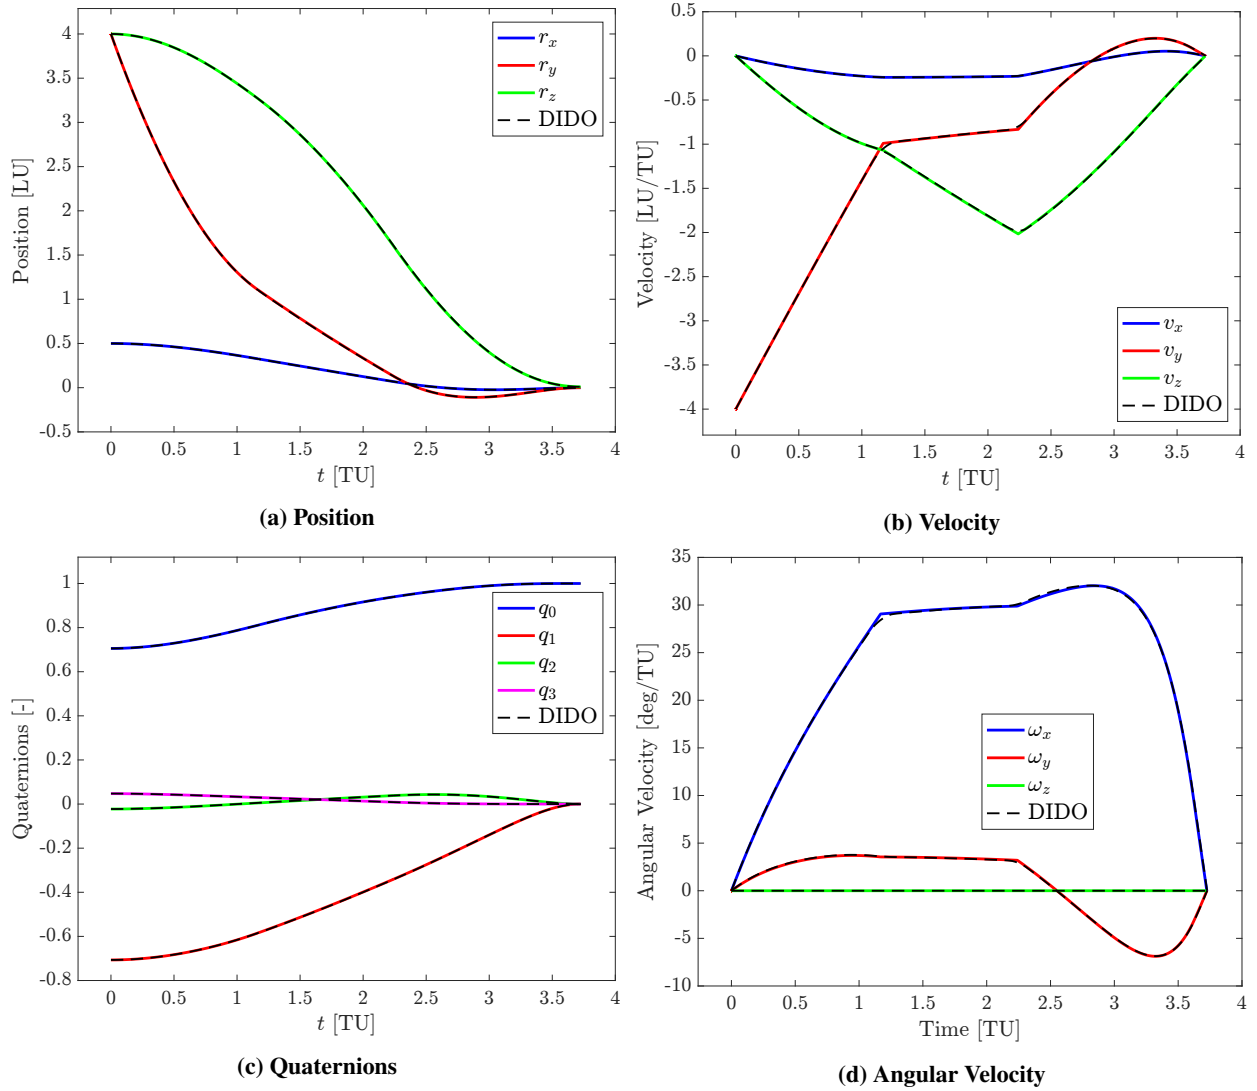 4
3.5
3
2.5
2
1.5
1
0.5
0
-0.5
Position [LU]
r_x
r_y
r_z
DIDO
0 0.5 1 1.5 2 2.5 3 3.5 4
t [TU]
(a) Position
0.5
0
-0.5
-1
-1.5
-2
-2.5
-3
-3.5
-4
Velocity [LU/TU]
v_x
v_y
v_z
DIDO
0 0.5 1 1.5 2 2.5 3 3.5 4
t [TU]
(b) Velocity
1
0.8
0.6
0.4
0.2
0
-0.2
-0.4
-0.6
-0.8
Quaternions [-]
q_0
q_1
q_2
q_3
DIDO
0 0.5 1 1.5 2 2.5 3 3.5 4
t [TU]
(c) Quaternions
35
30
25
20
15
10
5
0
-5
-10
Angular Velocity [deg/TU]
ω_x
ω_y
ω_z
DIDO
0 0.5 1 1.5 2 2.5 3 3.5 4
Time [TU]
(d) Angular Velocity